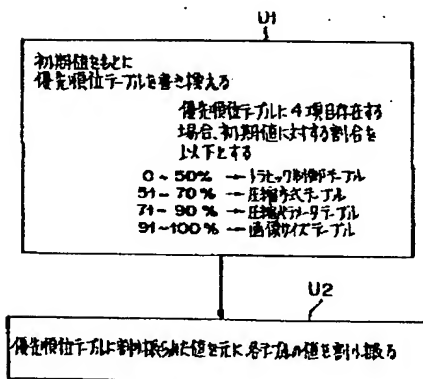 U1
初期値をもとに
優先順位テーブルを書き換える
優先順位テーブルに4項目存在する
場合、初期値に対する割合を
以下とする
0~50% → トラヒック制御テーブル
51~70% → 圧縮方式テーブル
71~90% → 圧縮パラメータテーブル
91~100% → 画像サイズテーブル
U2
優先順位テーブルに割り振られた値を元に、各テーブルの値を割り振る